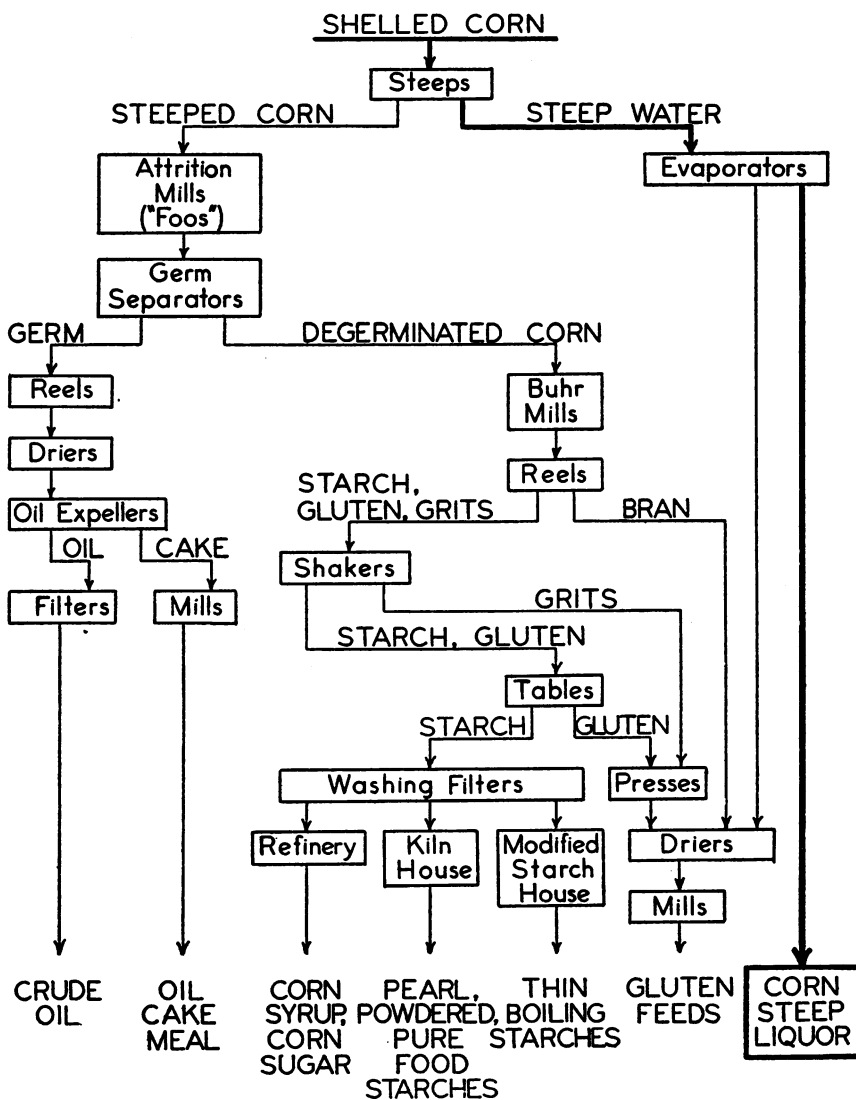 SHELLED CORN
Steeps
STEEPED CORN
STEEP WATER
Attrition
Mills
("Foos")
Evaporators
Germ
Separators
GERM
DEGERMINATED CORN
Reels
Buhr
Mills
Driers
Reels
STARCH,
GLUTEN, GRITS
BRAN
Oil Expellers
OIL
CAKE
Shakers
Filters
Mills
GRITS
STARCH, GLUTEN
Tables
STARCH
GLUTEN
Washing Filters
Presses
Refinery
Kiln
House
Modified
Starch
House
Driers
Mills
CRUDE
OIL
OIL
CAKE
MEAL
CORN
SYRUP,
CORN
SUGAR
PEARL,
POWDERED,
PURE
FOOD
STARCHES
THIN
BOILING
STARCHES
GLUTEN
FEEDS
CORN
STEEP
LIQUOR